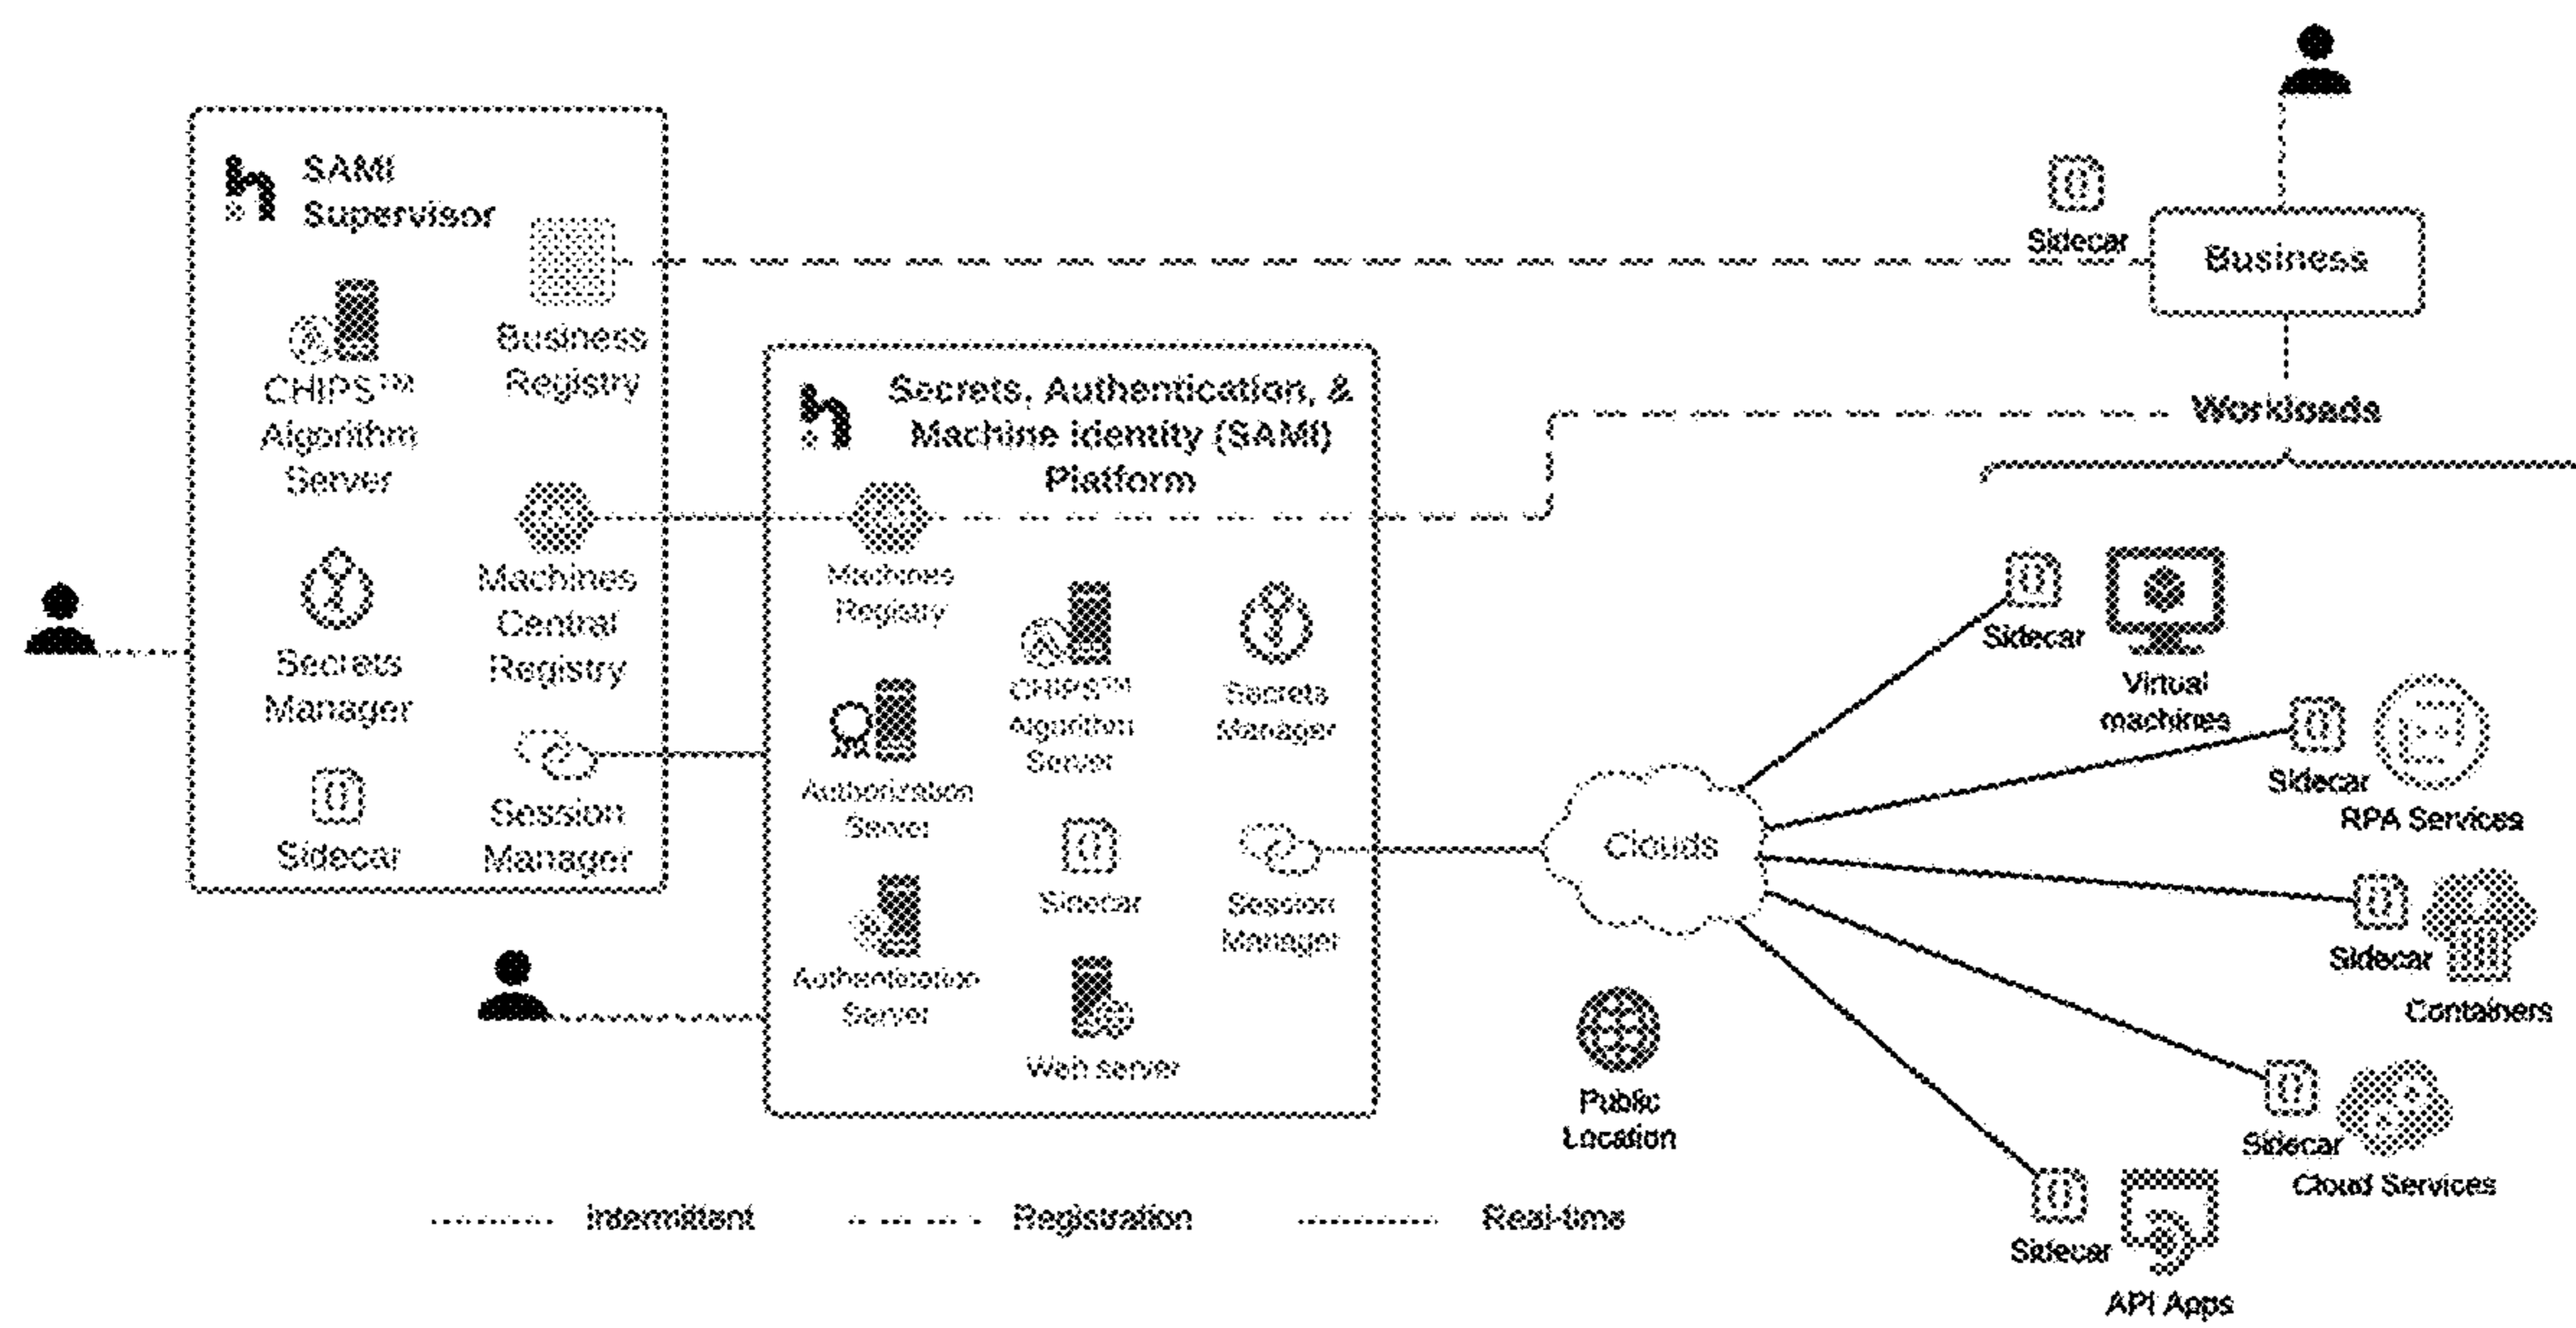 SAMI
Supervisor
Business
Registry
CHIPS™
Algorithm
Server
Machines
Central
Registry
Secrets
Manager
Session
Manager
Sidecar
Secrets, Authentication, &
Machine Identity (SAMI)
Platform
Machines
Registry
CHIPS™
Algorithm
Server
Secrets
Manager
Authorization
Server
Sidecar
Session
Manager
Authentication
Server
Web server
Sidecar
Business
Workloads
Clouds
Public
Location
Sidecar
Virtual
machines
Sidecar
RPA Services
Sidecar
Containers
Sidecar
Cloud Services
Sidecar
API Apps
Intermittant
Registration
Real-time